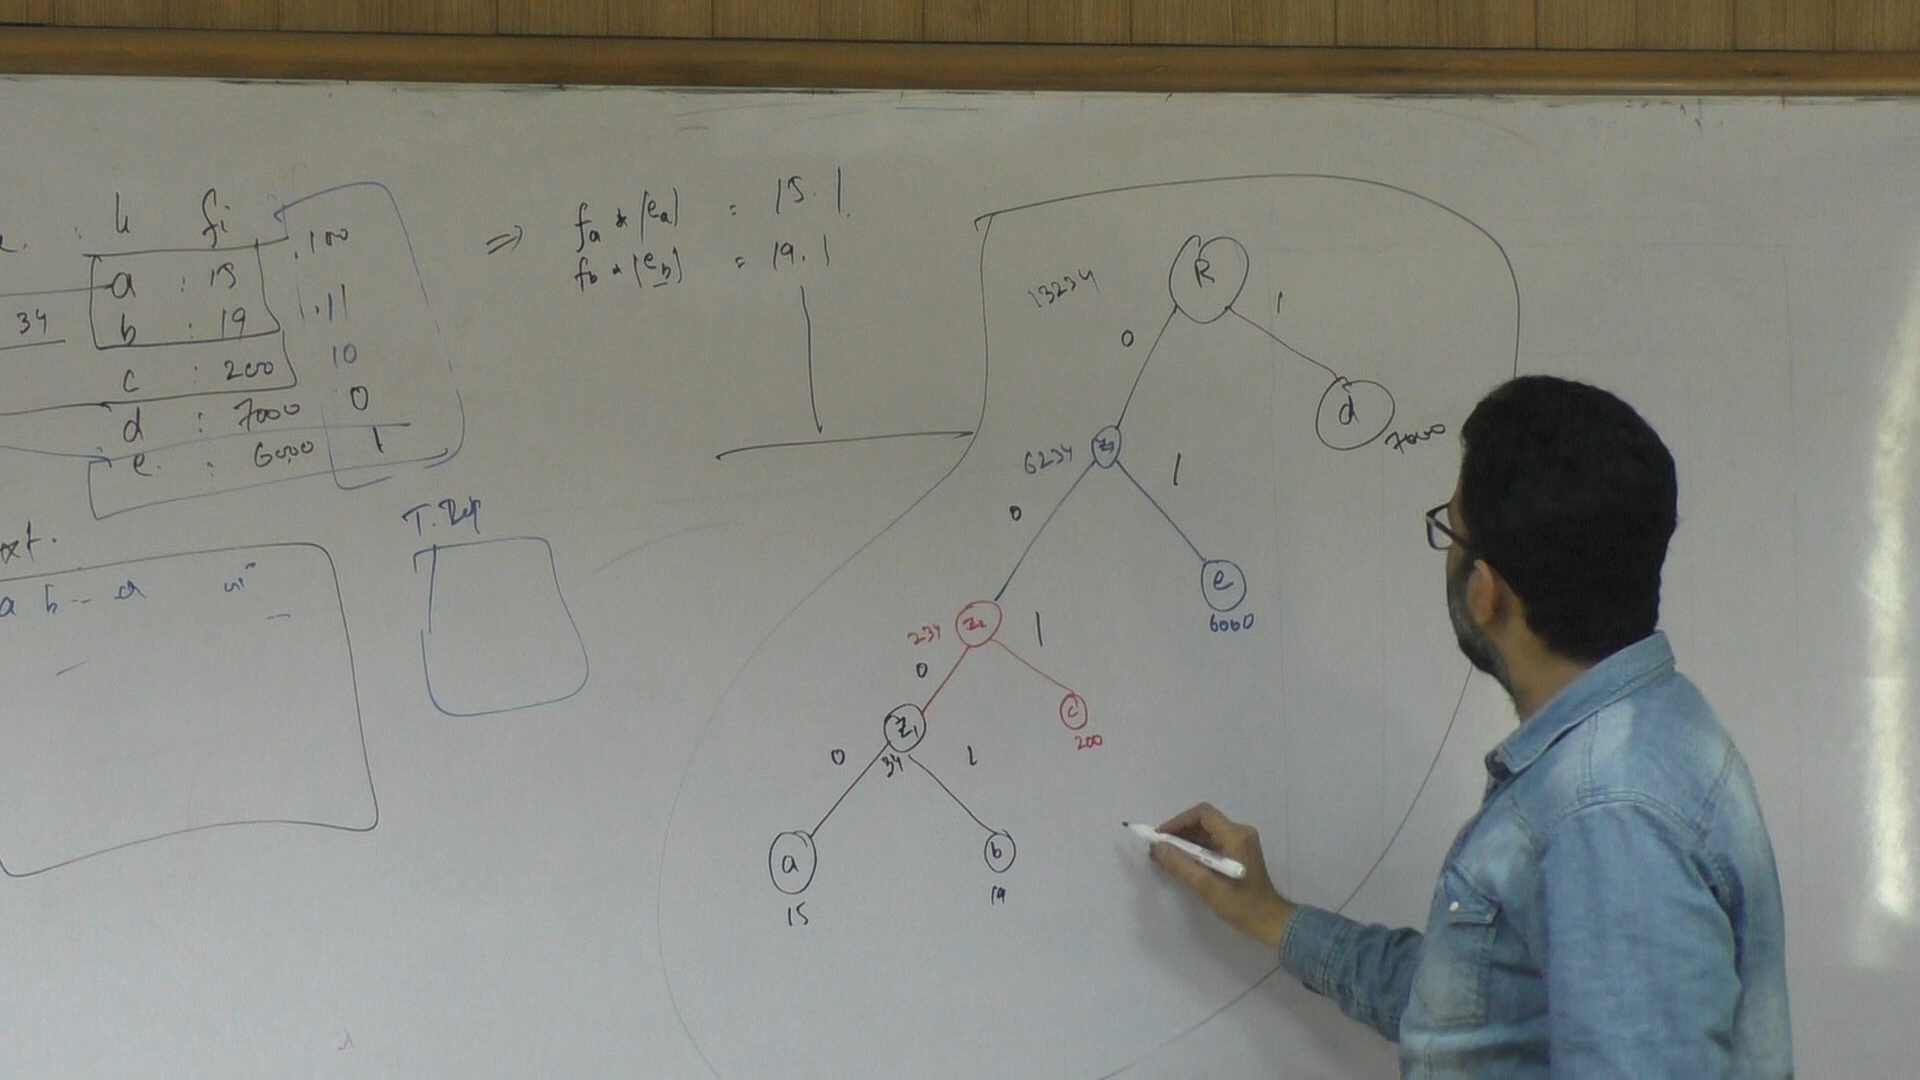 k fi
a : 15 .100
34
b : 19 1.11
c : 200 10
d : 7000 0
e. : 6000 1
⇒ fa * |ea| = 15. 1.
fb * |eb| = 19. 1
T. Rep
a b -- a
R
13234
0 1
d
7000
6234
0 1
e
6000
234
Z2
0 1
c
200
Z1
34
0 1
a b
15 19